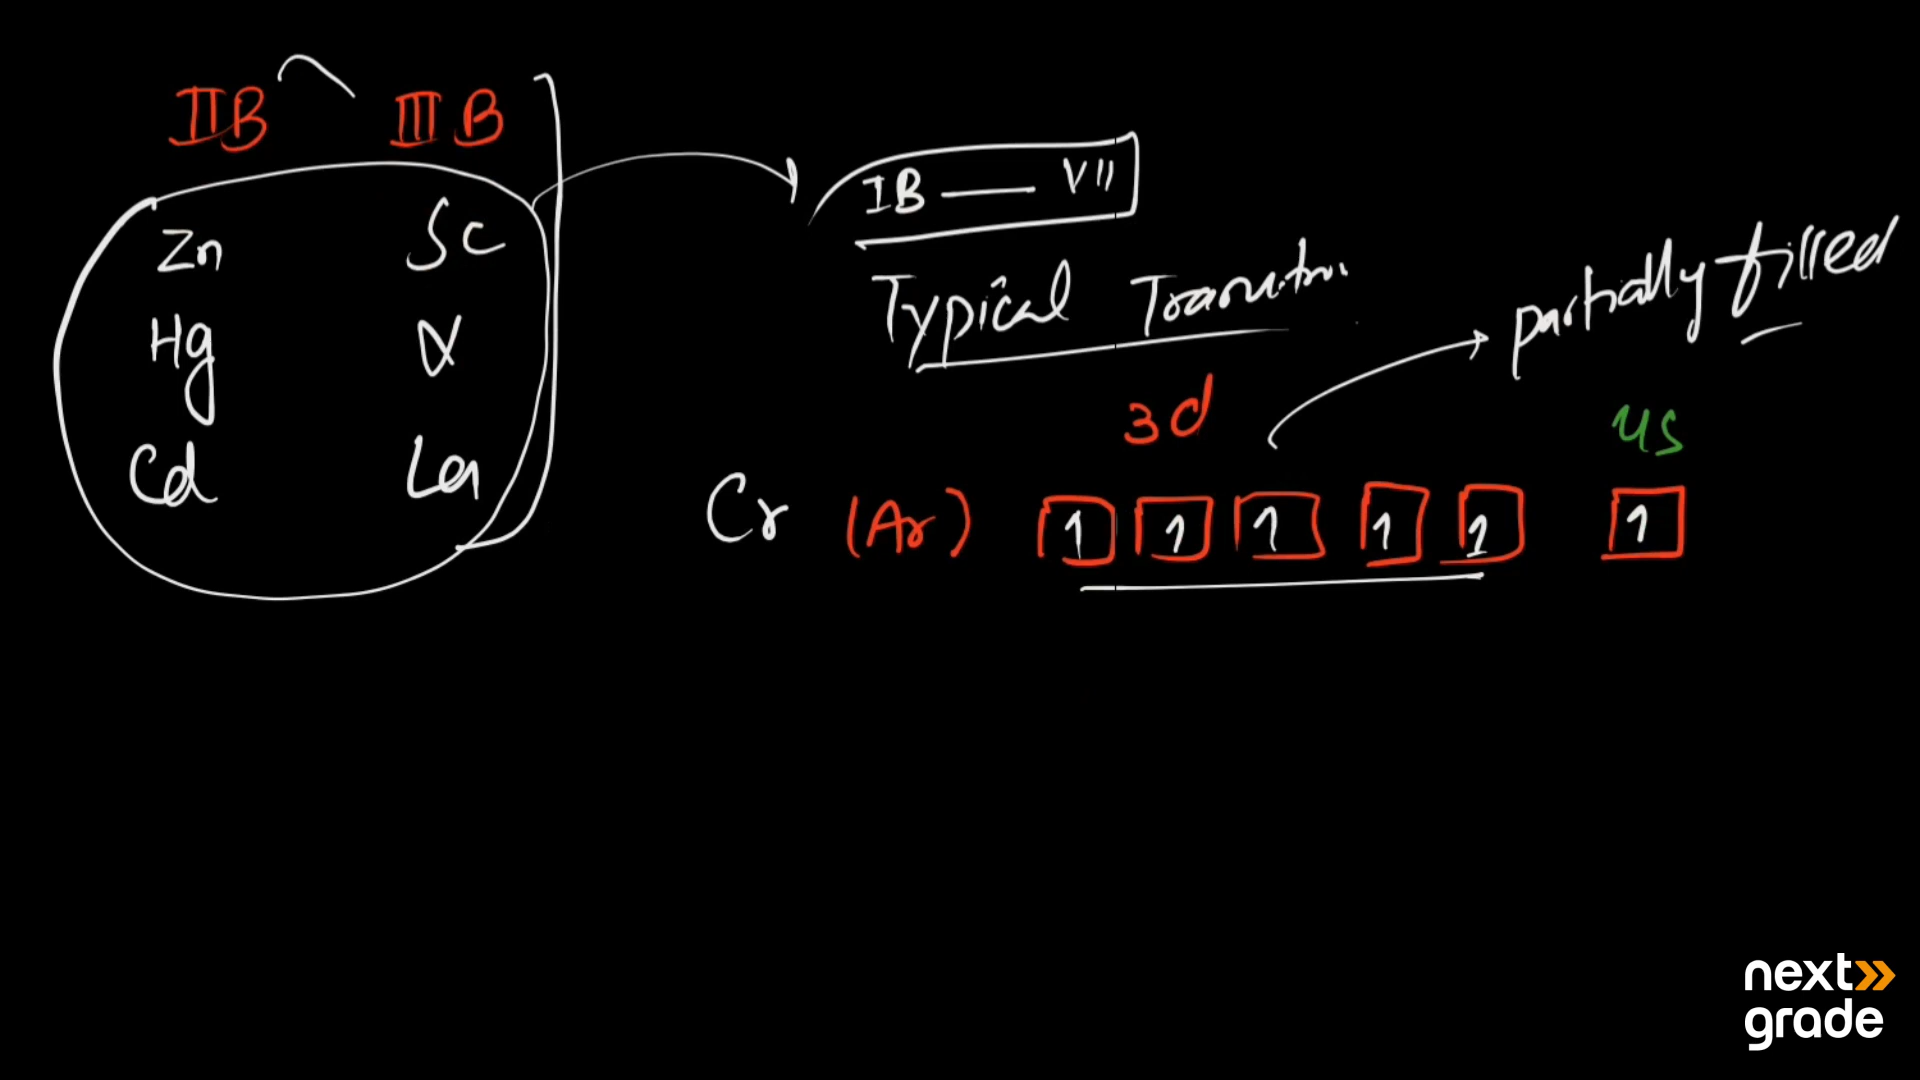 IIB IIIB
Zn Sc
Hg Y
Cd La
IB — VII
Typical
partially filled
3d 4s
Cr (Ar) 1 1 1 1 1 1
next
grade